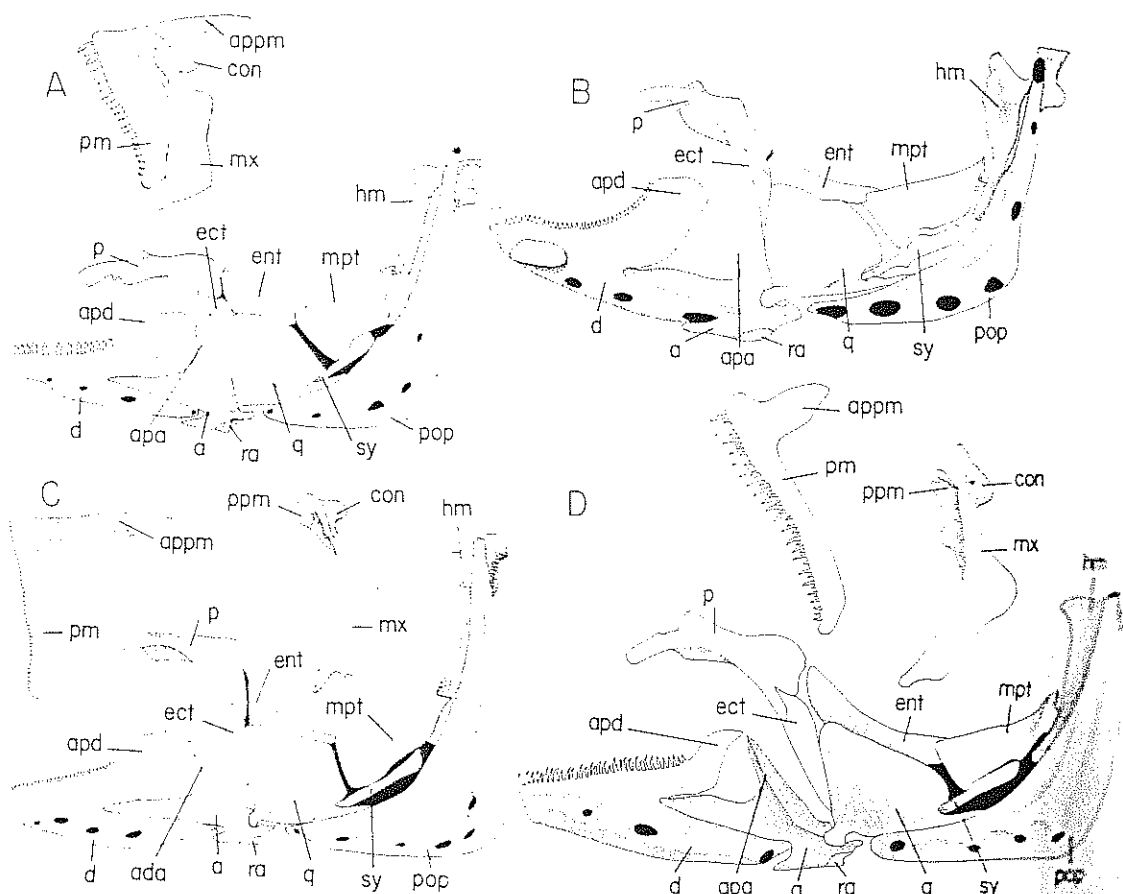 A
appm
con
pm
mx
hm
p
ect
ent
mpt
apd
d
apa
a
ra
q
sy
pop
B
hm
p
ect
ent
mpt
apd
d
a
apa
ra
q
sy
pop
C
appm
ppm
con
hm
pm
p
mx
ent
ect
mpt
apd
d
ada
a
ra
q
sy
pop
D
appm
pm
ppm
con
mx
hm
p
ect
ent
mpt
apd
d
apa
a
ra
q
sy
pop